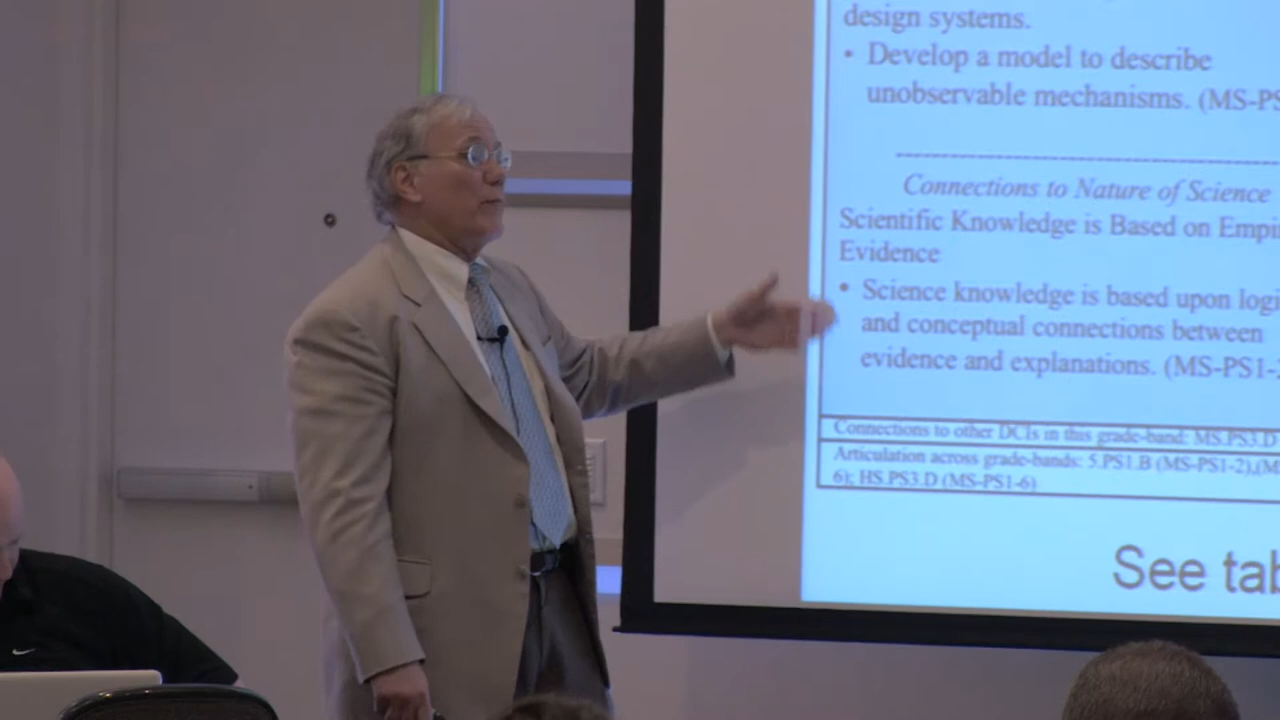 design systems.
• Develop a model to describe
unobservable mechanisms. (MS-PS
Connections to Nature of Science
Scientific Knowledge is Based on Empi
Evidence
• Science knowledge is based upon logi
and conceptual connections between
evidence and explanations. (MS-PS1-2
Connections to other DCIs in this grade-band: MS.PS3.D
Articulation across grade-bands: 5.PS1.B (MS-PS1-2),(M
6); HS.PS3.D (MS-PS1-6)
See tab